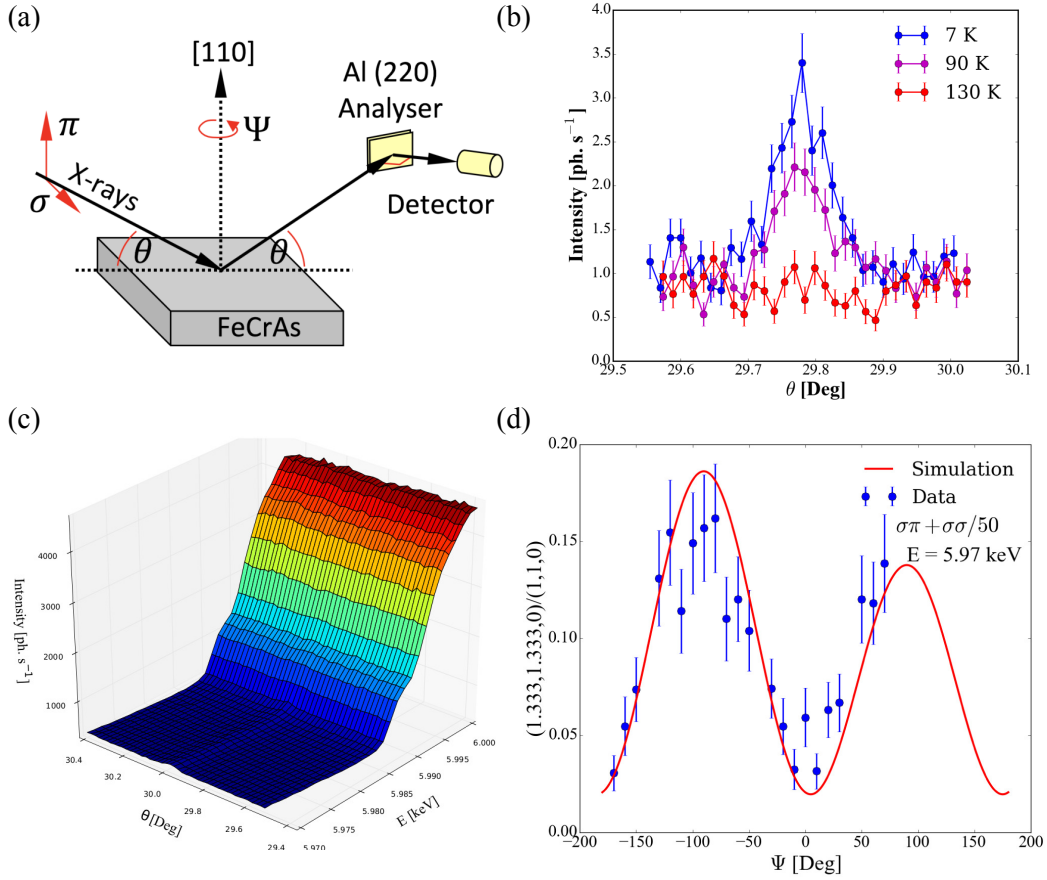 (a)
[110]
Ψ
π
σ
X-rays
θ
θ
FeCrAs
Al (220)
Analyser
Detector
(b)
Intensity [ph. s⁻¹]
4.0
3.5
3.0
2.5
2.0
1.5
1.0
0.5
0.0
29.5 29.6 29.7 29.8 29.9 30.0 30.1
θ [Deg]
7 K
90 K
130 K
(c)
Intensity [ph. s⁻¹]
4000
3000
2000
1000
30.4 30.2 30.0 29.8 29.6 29.4
θ [Deg]
5.970 5.975 5.980 5.985 5.990 5.995 6.000
E [keV]
(d)
(1.333,1.333,0)/(1,1,0)
0.20
0.15
0.10
0.05
0.00
−200 −150 −100 −50 0 50 100 150 200
Ψ [Deg]
Simulation
Data
σπ + σσ/50
E = 5.97 keV